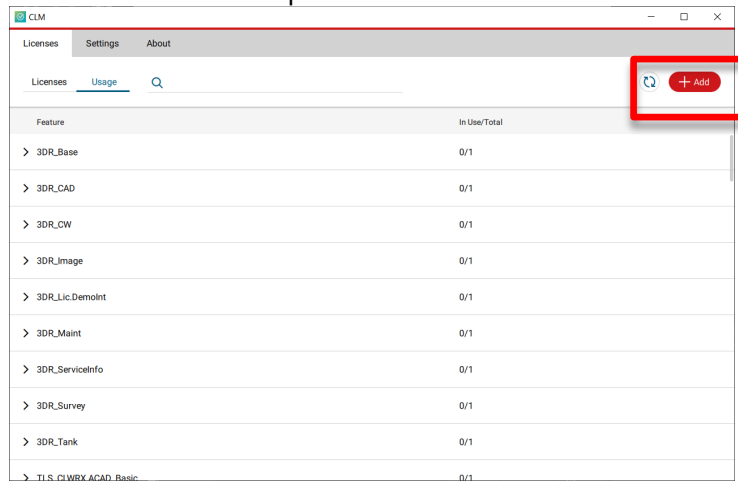 CLM
Licenses Settings About
Licenses Usage + Add
Feature In Use/Total
3DR_Base 0/1
3DR_CAD 0/1
3DR_CW 0/1
3DR_Image 0/1
3DR_Lic.DemoInt 0/1
3DR_Maint 0/1
3DR_ServiceInfo 0/1
3DR_Survey 0/1
3DR_Tank 0/1
TLS_CLWRX.ACAD_Basic 0/1